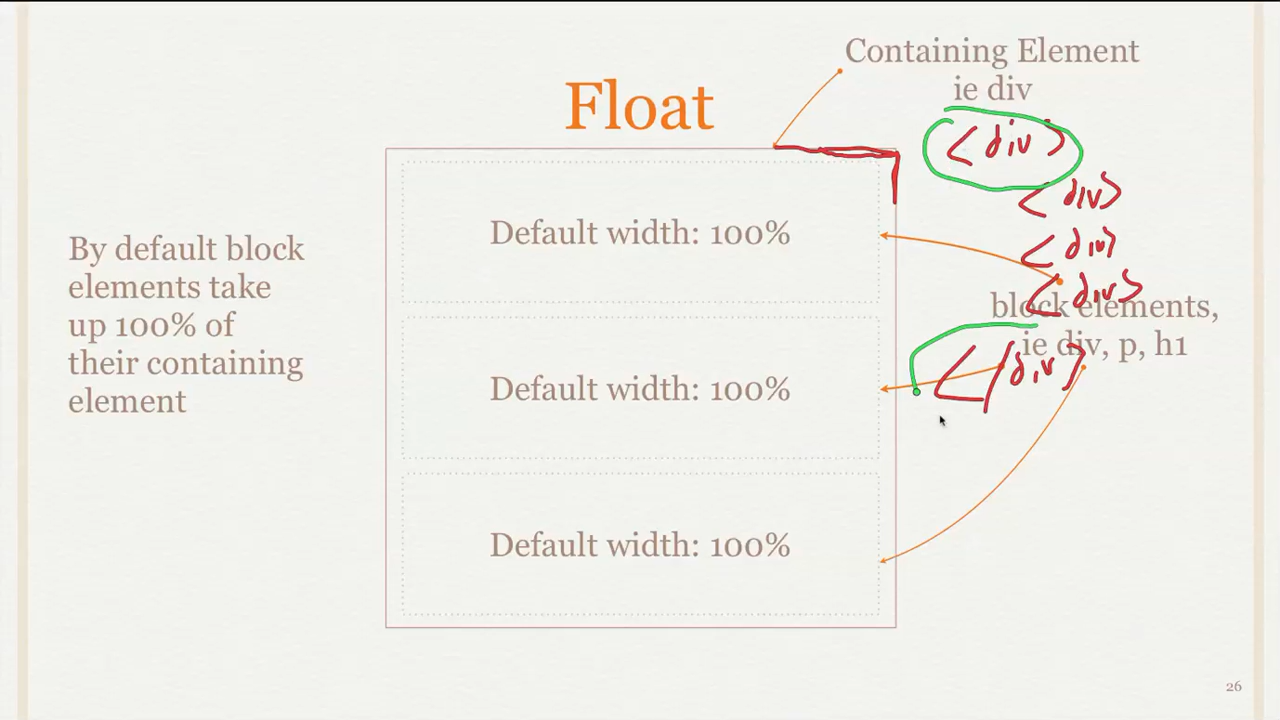 Containing Element
ie div
Float
<div>
<div>
<div>
<div>
block elements,
ie div, p, h1
</div>
By default block
elements take
up 100% of
their containing
element
Default width: 100%
Default width: 100%
Default width: 100%
26